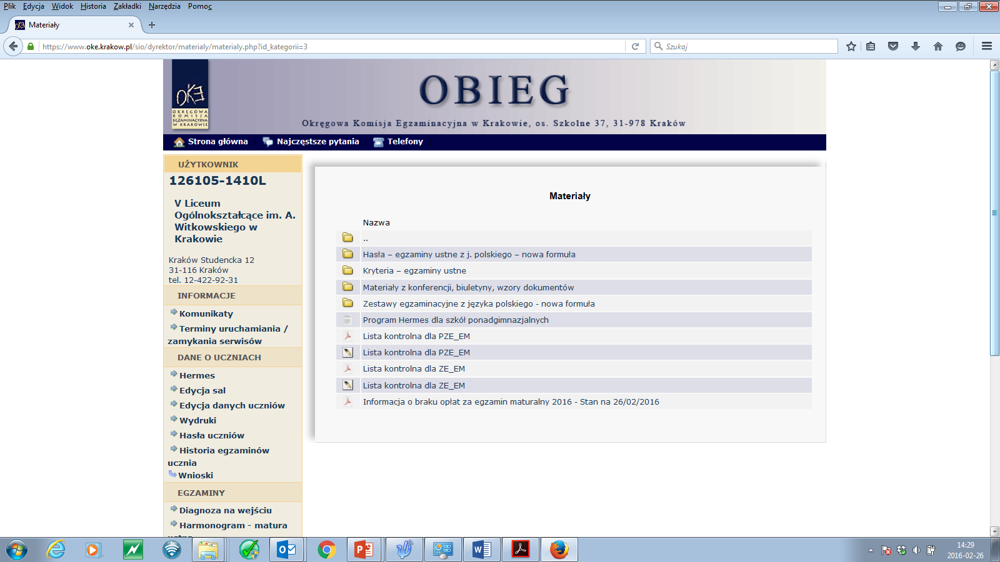 Plik Edycja Widok Historia Zakładki Narzędzia Pomoc
Materiały
https://www.oke.krakow.pl/sio/dyrektor/materialy/materialy.php?id_kategorii=3
Szukaj
OKE
OKRĘGOWA
KOMISJA
EGZAMINACYJNA
W KRAKOWIE
OBIEG
Okręgowa Komisja Egzaminacyjna w Krakowie, os. Szkolne 37, 31-978 Kraków
Strona główna Najczęstsze pytania Telefony
UŻYTKOWNIK
126105-1410L
V Liceum
Ogólnokształcące im. A.
Witkowskiego w
Krakowie
Kraków Studencka 12
31-116 Kraków
tel. 12-422-92-31
INFORMACJE
Komunikaty
Terminy uruchamiania /
zamykania serwisów
DANE O UCZNIACH
Hermes
Edycja sal
Edycja danych uczniów
Wydruki
Hasła uczniów
Historia egzaminów
ucznia
Wnioski
EGZAMINY
Diagnoza na wejściu
Harmonogram - matura
Materiały
Nazwa
..
Hasła – egzaminy ustne z j. polskiego – nowa formuła
Kryteria – egzaminy ustne
Materiały z konferencji, biuletyny, wzory dokumentów
Zestawy egzaminacyjne z języka polskiego - nowa formuła
Program Hermes dla szkół ponadgimnazjalnych
Lista kontrolna dla PZE_EM
Lista kontrolna dla PZE_EM
Lista kontrolna dla ZE_EM
Lista kontrolna dla ZE_EM
Informacja o braku opłat za egzamin maturalny 2016 - Stan na 26/02/2016
14:29
2016-02-26